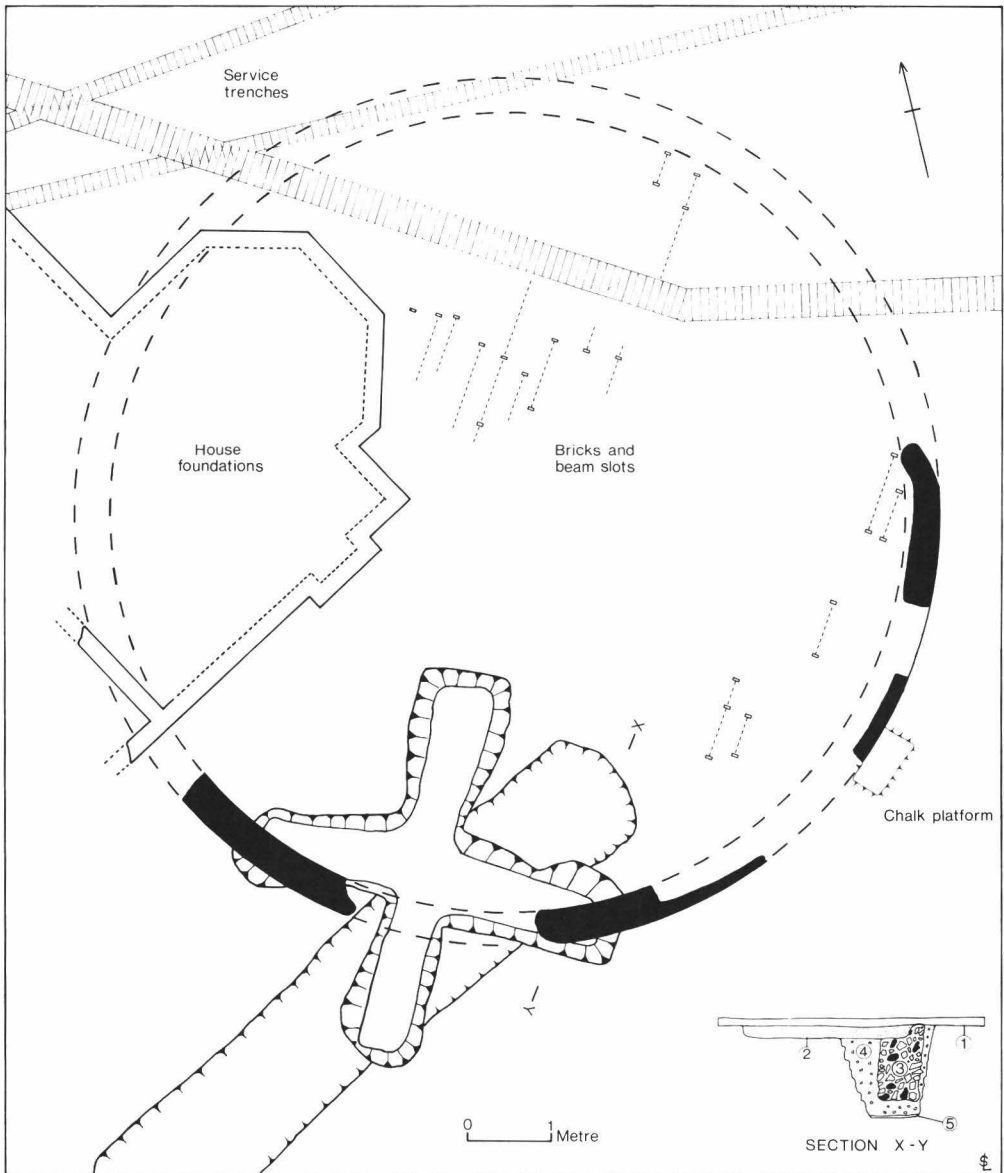 Service
trenches
House
foundations
Bricks and
beam slots
X
Chalk platform
Y
1
2
4
3
5
0 1 Metre
SECTION X-Y